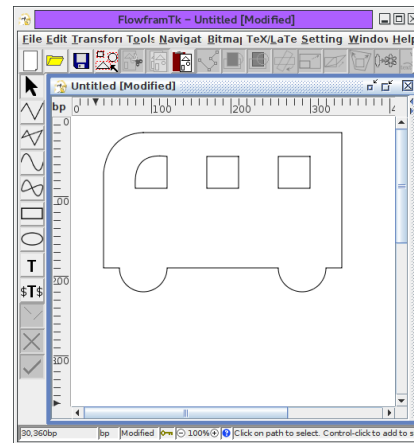 FlowframTk - Untitled [Modified]
File Edit Transforr Tools Navigat Bitmap TeX/LaTe Setting Window Help
Untitled [Modified]
bp 0 100 200 300 4
0
100
200
300
T
$T$
30,360bp bp Modified 100% Click on path to select. Control-click to add to s